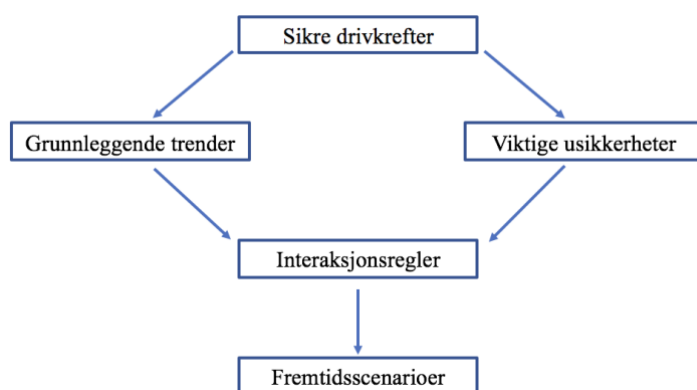 Sikre drivkrefter
Grunnleggende trender
Viktige usikkerheter
Interaksjonsregler
Fremtidsscenarioer